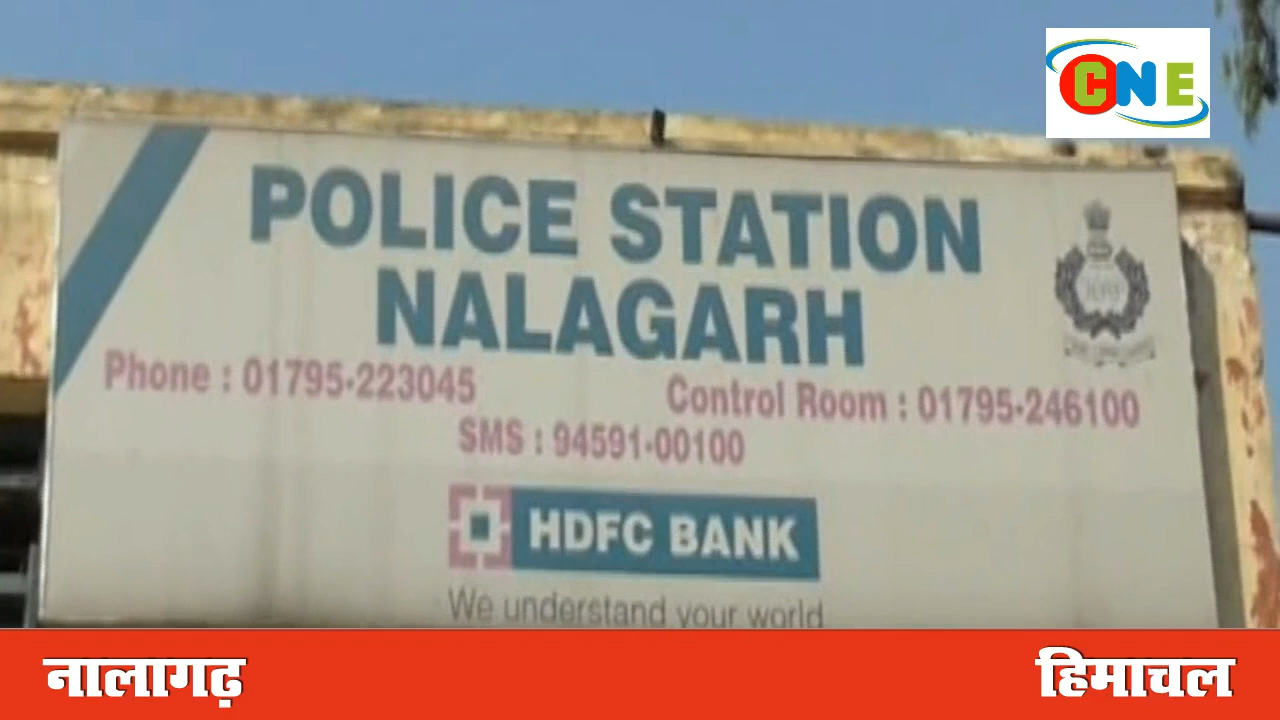 CNE
POLICE STATION
NALAGARH
Phone : 01795-223045
Control Room : 01795-246100
SMS : 94591-00100
HDFC BANK
We understand your world
नालागढ़
हिमाचल